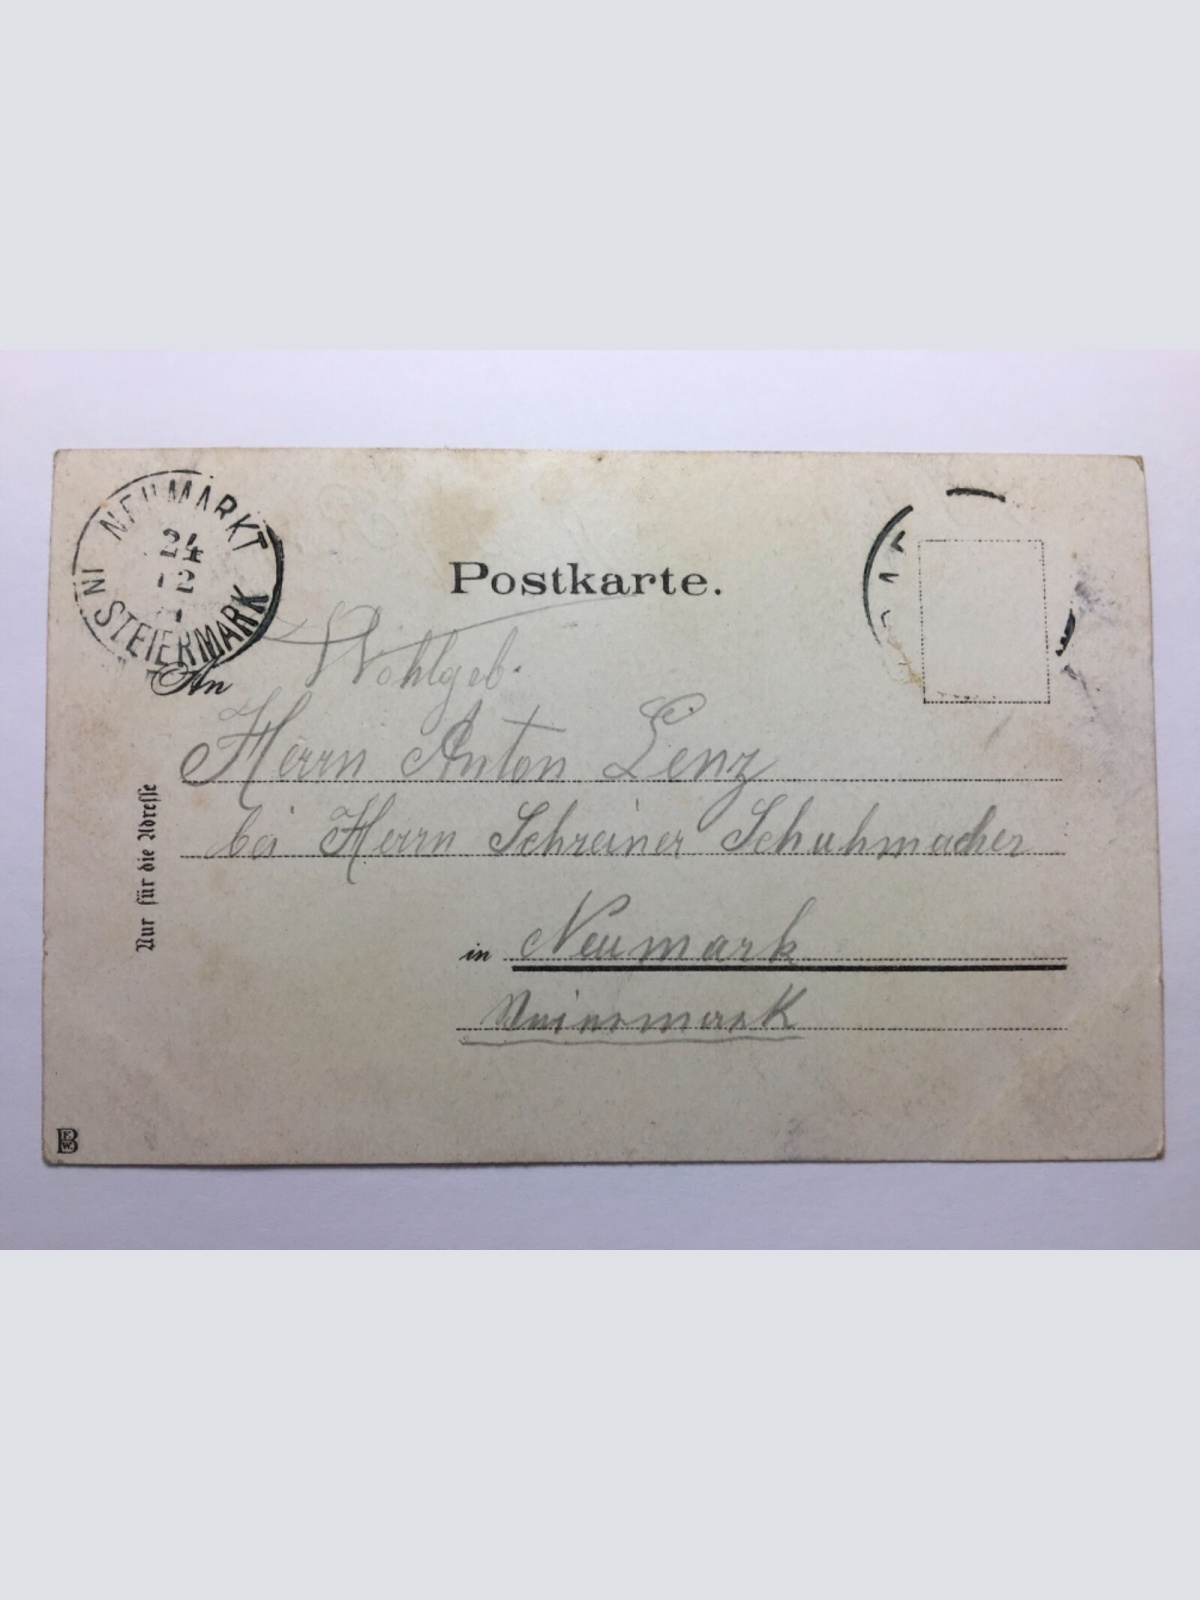 NEUMARKT
24
12
IN STEIERMARK
Postkarte.
An Wohlgeb.
Herrn Anton Lenz
bei Herrn Schreiner Schuhmacher
in Neumark
Steiermark
Nur für die Adresse
B